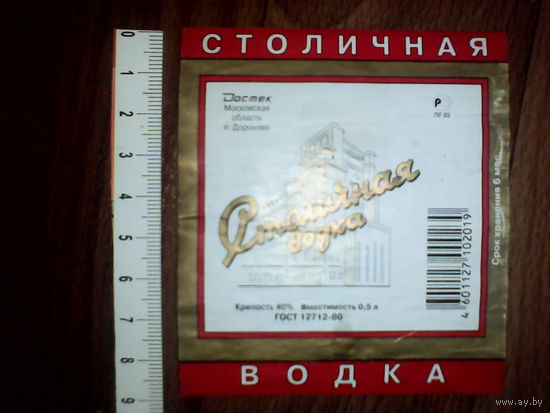 СТОЛИЧНАЯ
Достек
Московская
область
п. Дорохово
Р
ПР 89
Столичная
водка
Крепость 40% Вместимость 0,5 л
ГОСТ 12712-80
4 601127 102019
Срок хранения 6 мес.
ВОДКА
0
1
2
3
4
5
6
7
8
9
www.ay.by